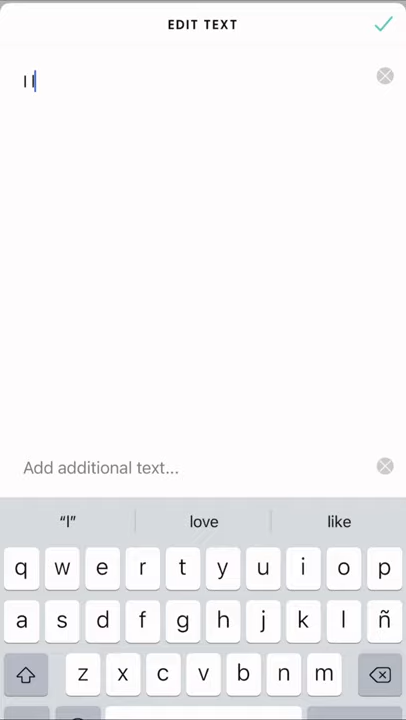 EDIT TEXT
I l
Add additional text...
“l” love like
q w e r t y u i o p
a s d f g h j k l ñ
z x c v b n m